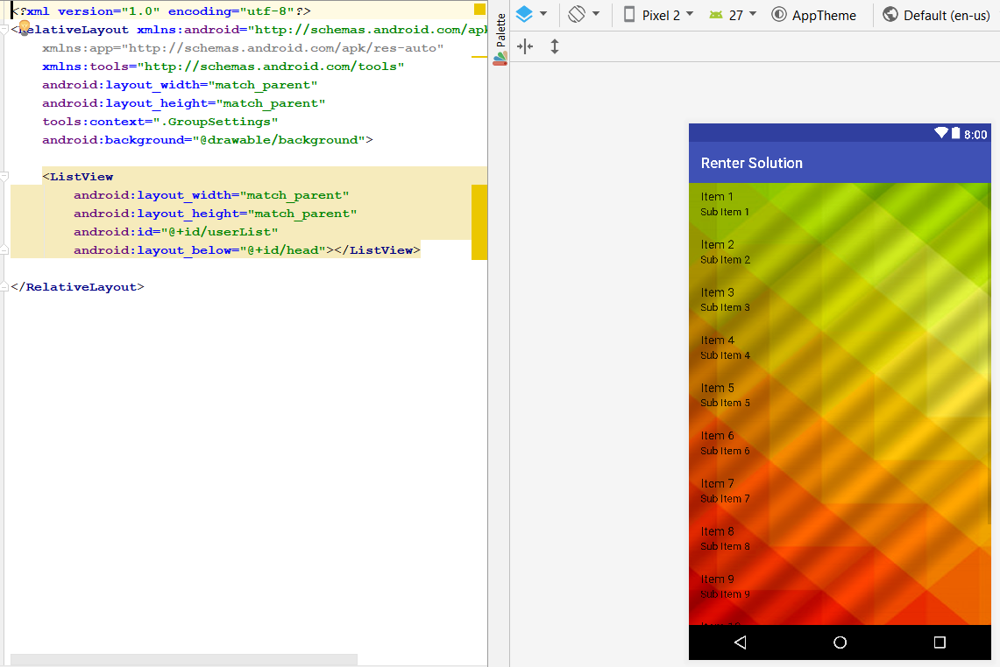 <?xml version="1.0" encoding="utf-8"?>
<RelativeLayout xmlns:android="http://schemas.android.com/apk
xmlns:app="http://schemas.android.com/apk/res-auto"
xmlns:tools="http://schemas.android.com/tools"
android:layout_width="match_parent"
android:layout_height="match_parent"
tools:context=".GroupSettings"
android:background="@drawable/background">
<ListView
android:layout_width="match_parent"
android:layout_height="match_parent"
android:id="@+id/userList"
android:layout_below="@+id/head"></ListView>
</RelativeLayout>
Palette
Pixel 2
27
AppTheme
Default (en-us)
8:00
Renter Solution
Item 1
Sub Item 1
Item 2
Sub Item 2
Item 3
Sub Item 3
Item 4
Sub Item 4
Item 5
Sub Item 5
Item 6
Sub Item 6
Item 7
Sub Item 7
Item 8
Sub Item 8
Item 9
Sub Item 9